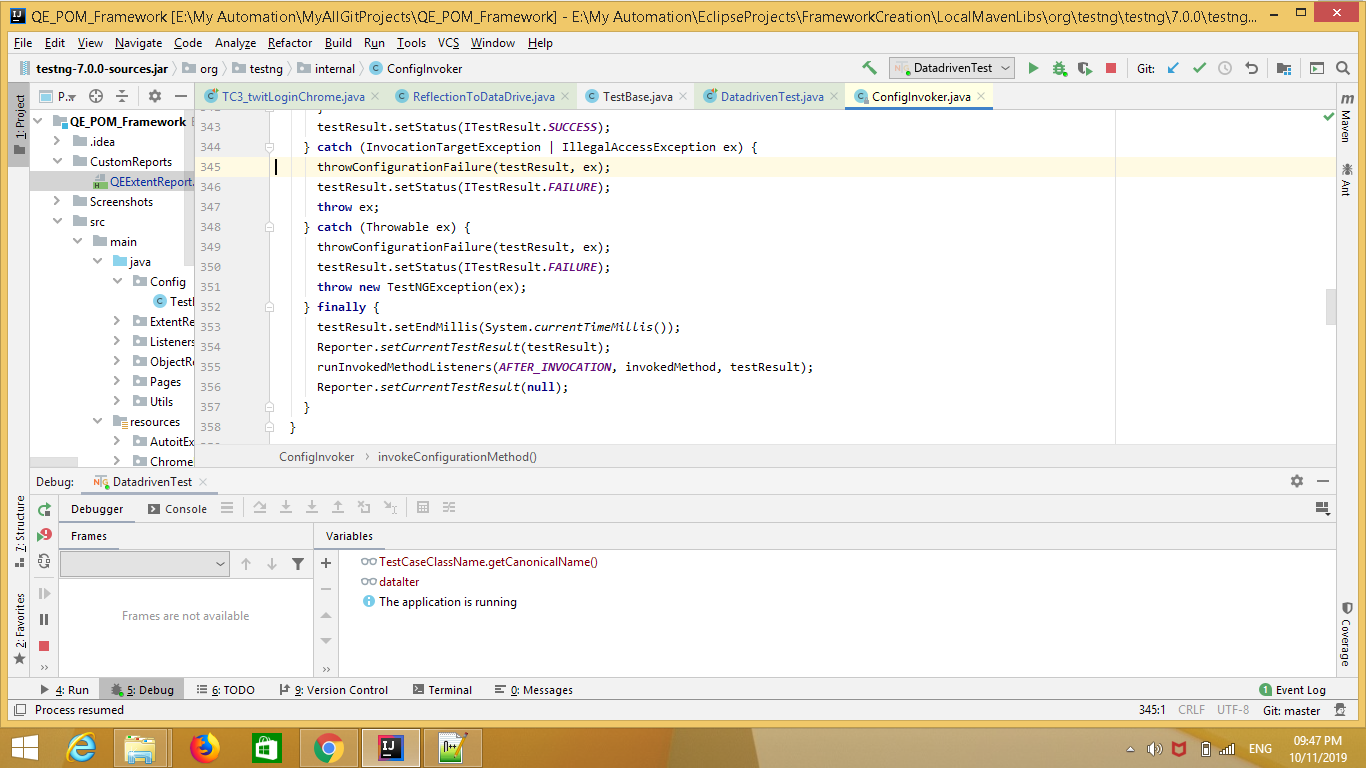 QE_POM_Framework [E:\My Automation\MyAllGitProjects\QE_POM_Framework] - E:\My Automation\EclipseProjects\FrameworkCreation\LocalMavenLibs\org\testng\testng\7.0.0\testng...
File Edit View Navigate Code Analyze Refactor Build Run Tools VCS Window Help
testng-7.0.0-sources.jar org testng internal ConfigInvoker DatadrivenTest Git:
1: Project
P..
TC3_twitLoginChrome.java ReflectionToDataDrive.java TestBase.java DatadrivenTest.java ConfigInvoker.java
QE_POM_Framework
.idea
CustomReports
QEExtentReport.
Screenshots
src
main
java
Config
TestI
ExtentRe
Listeners
ObjectRe
Pages
Utils
resources
AutoitEx
Chrome
343 testResult.setStatus(ITestResult.SUCCESS);
344 } catch (InvocationTargetException | IllegalAccessException ex) {
345 throwConfigurationFailure(testResult, ex);
346 testResult.setStatus(ITestResult.FAILURE);
347 throw ex;
348 } catch (Throwable ex) {
349 throwConfigurationFailure(testResult, ex);
350 testResult.setStatus(ITestResult.FAILURE);
351 throw new TestNGException(ex);
352 } finally {
353 testResult.setEndMillis(System.currentTimeMillis());
354 Reporter.setCurrentTestResult(testResult);
355 runInvokedMethodListeners(AFTER_INVOCATION, invokedMethod, testResult);
356 Reporter.setCurrentTestResult(null);
357 }
358 }
ConfigInvoker invokeConfigurationMethod()
Maven
Ant
Debug: DatadrivenTest
Debugger Console
Frames Variables
TestCaseClassName.getCanonicalName()
dataIter
The application is running
Frames are not available
7: Structure
2: Favorites
Coverage
4: Run 5: Debug 6: TODO 9: Version Control Terminal 0: Messages 1 Event Log
Process resumed 345:1 CRLF UTF-8 Git: master
ENG
09:47 PM
10/11/2019